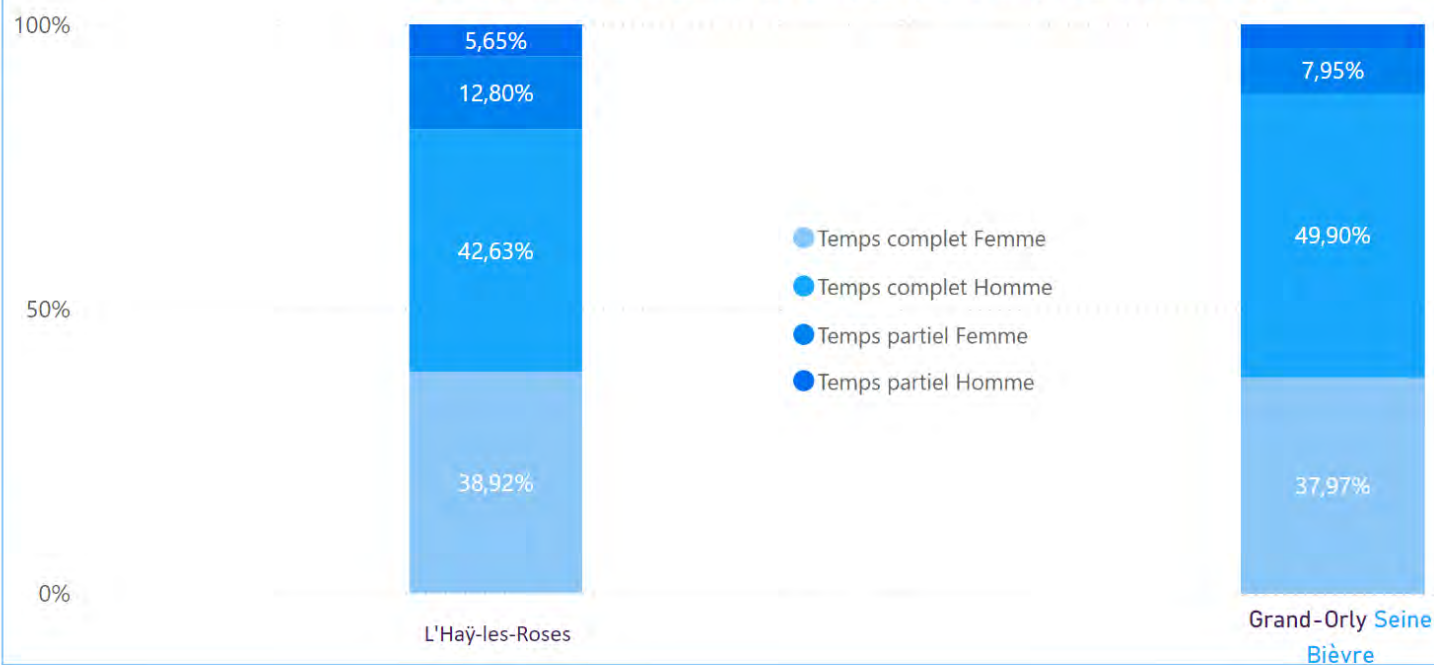 100%
50%
0%
5,65%
12,80%
42,63%
38,92%
L'Haÿ-les-Roses
Temps complet Femme
Temps complet Homme
Temps partiel Femme
Temps partiel Homme
7,95%
49,90%
37,97%
Grand-Orly Seine
Bièvre